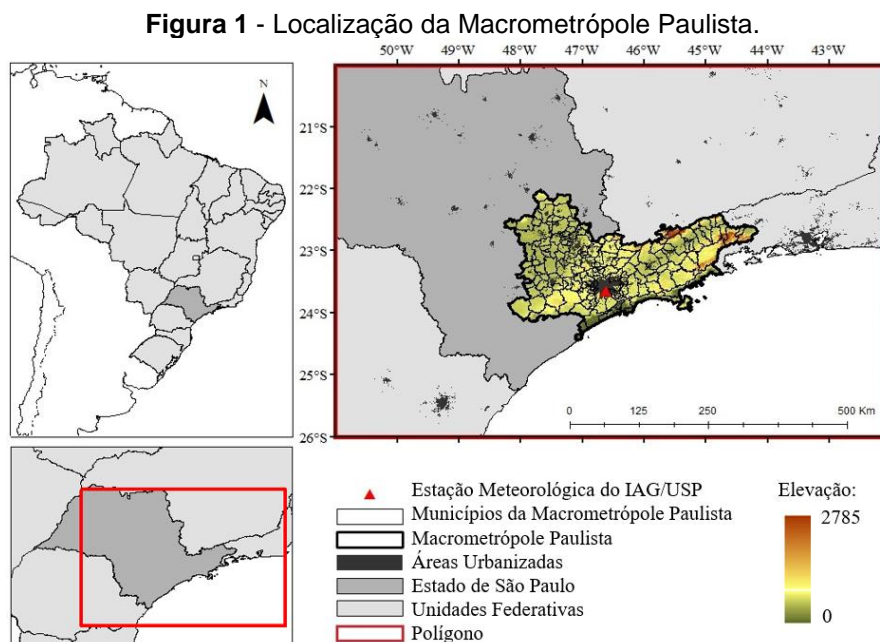 Figura 1 - Localização da Macrometrópole Paulista.
50°W 49°W 48°W 47°W 46°W 45°W 44°W 43°W
N
21°S
22°S
23°S
24°S
25°S
26°S
0 125 250 500 Km
Estação Meteorológica do IAG/USP
Municípios da Macrometrópole Paulista
Macrometrópole Paulista
Áreas Urbanizadas
Estado de São Paulo
Unidades Federativas
Polígono
Elevação:
2785
0